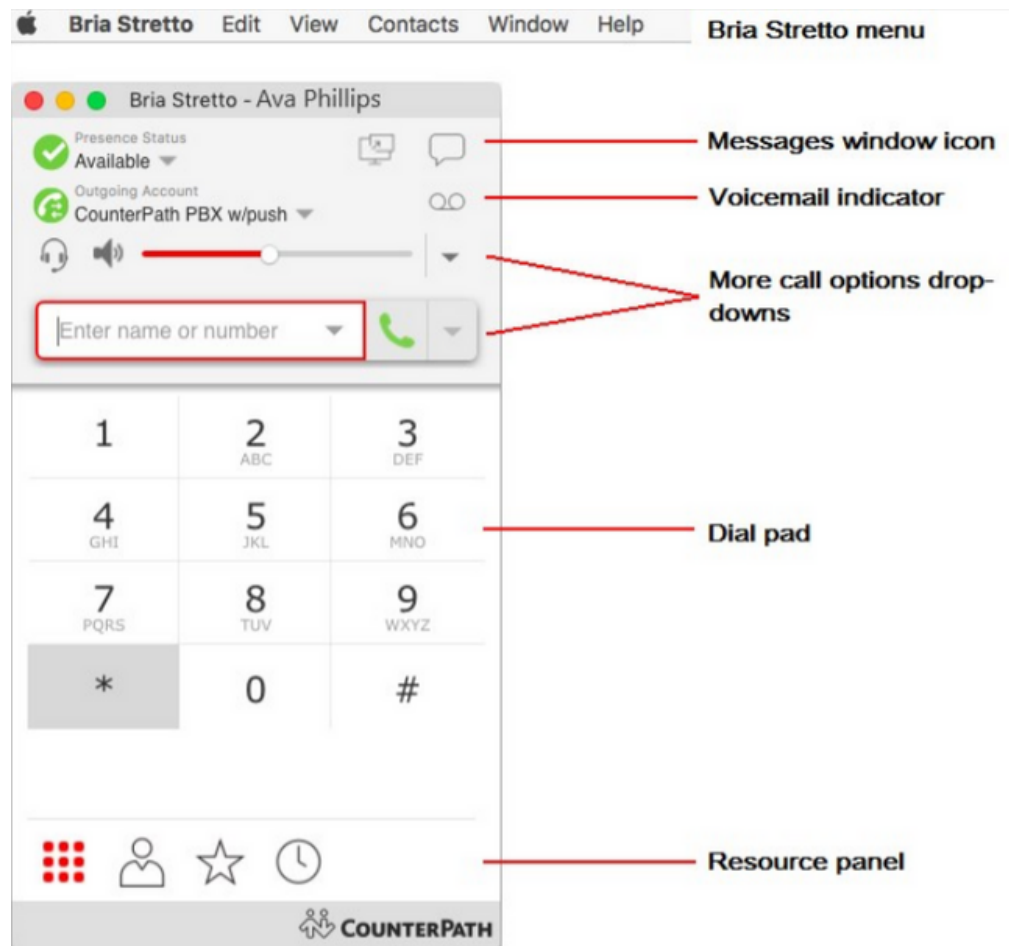 Bria Stretto Edit View Contacts Window Help
Bria Stretto menu
Bria Stretto - Ava Phillips
Presence Status
Available
Messages window icon
Outgoing Account
CounterPath PBX w/push
Voicemail indicator
More call options drop-
downs
Enter name or number
1 2 3
ABC DEF
4 5 6
GHI JKL MNO
Dial pad
7 8 9
PQRS TUV WXYZ
* 0 #
Resource panel
COUNTERPATH